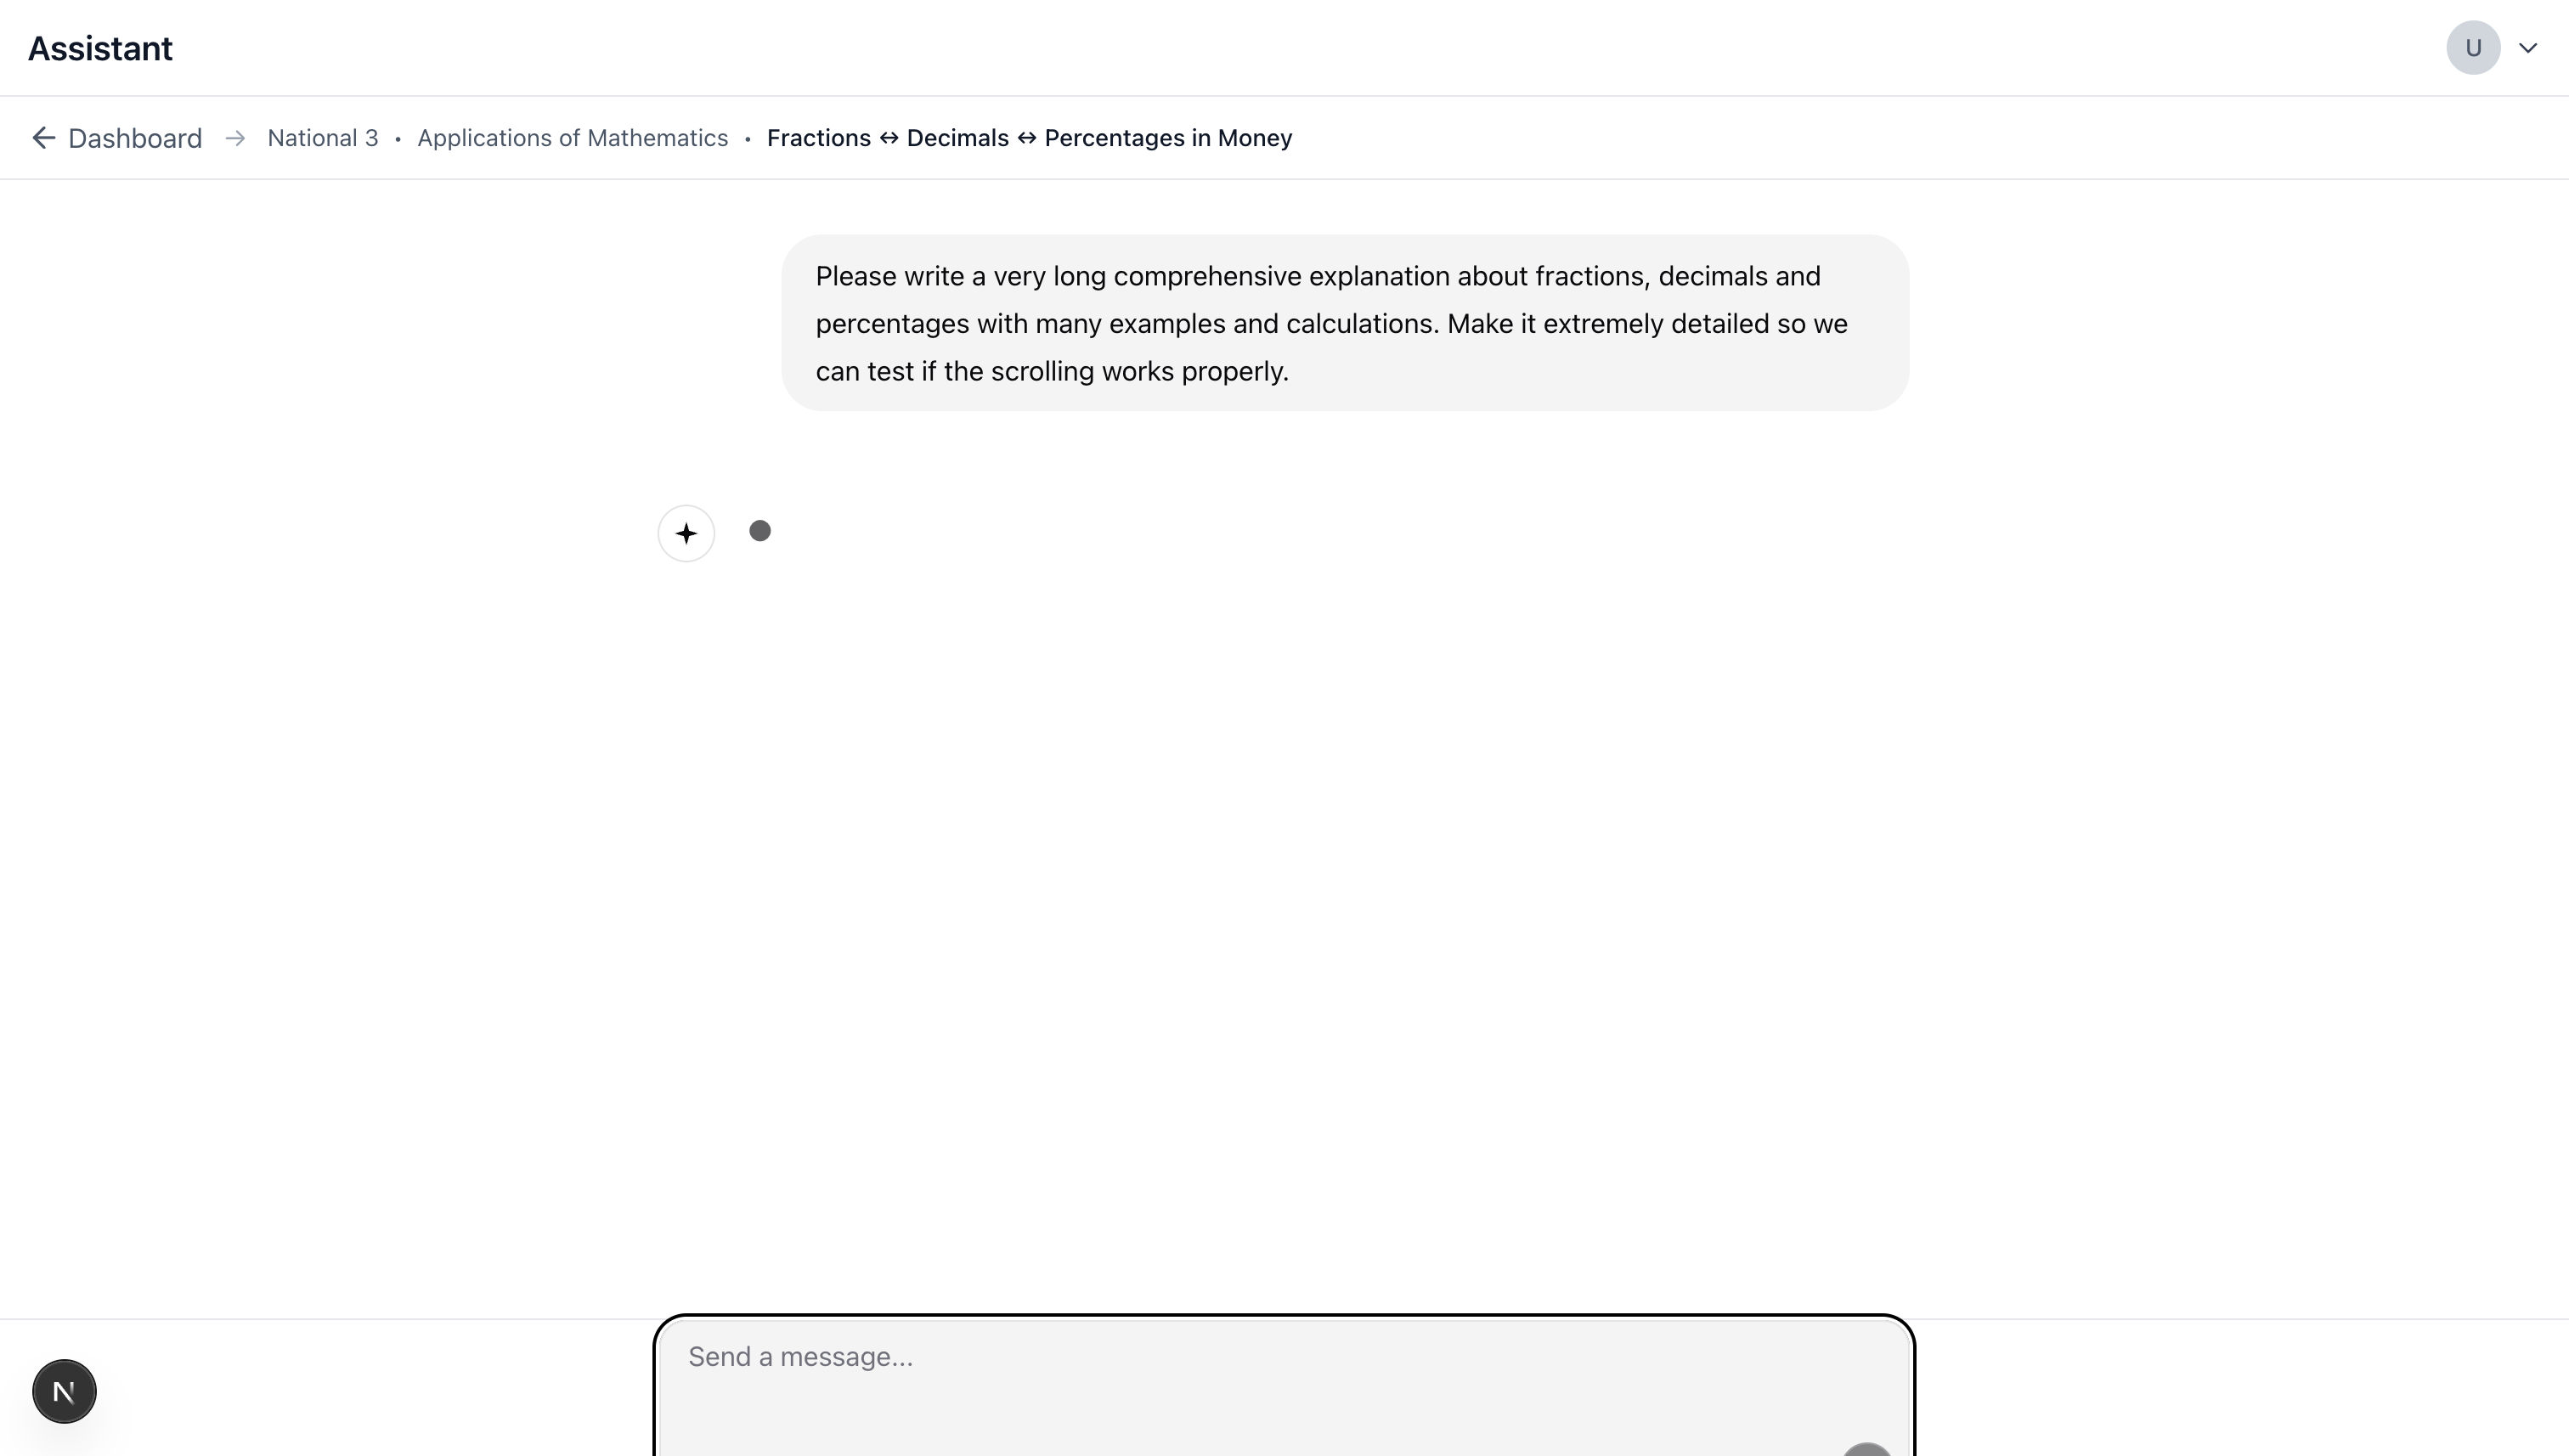 Assistant
U
Dashboard → National 3 • Applications of Mathematics • Fractions ↔ Decimals ↔ Percentages in Money
Please write a very long comprehensive explanation about fractions, decimals and
percentages with many examples and calculations. Make it extremely detailed so we
can test if the scrolling works properly.
Send a message...
N